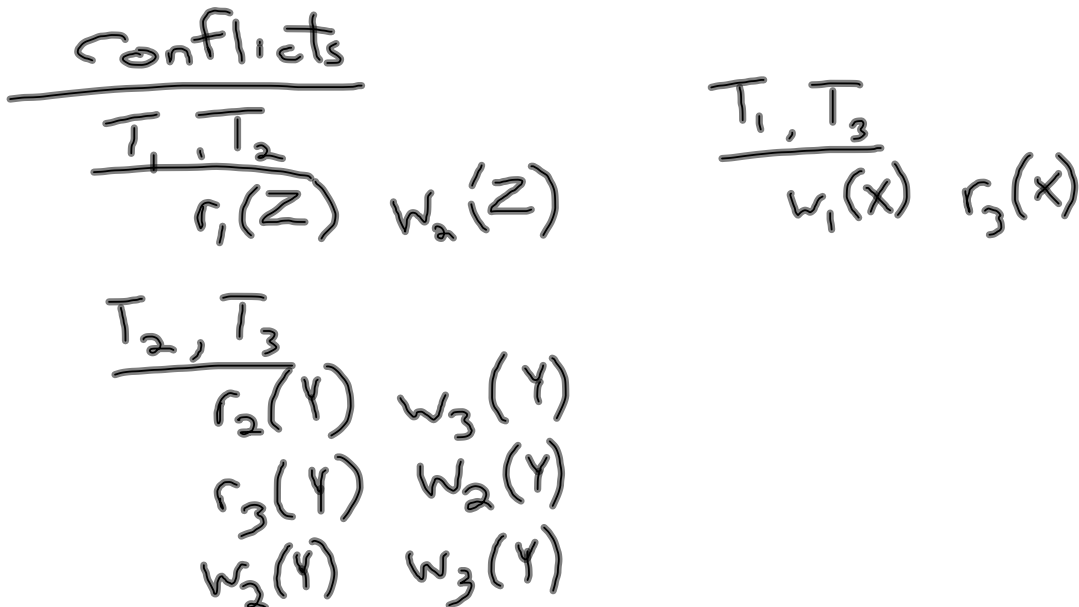 Conflicts
T₁, T₂
r₁(Z) w₂(Z)
T₁, T₃
w₁(X) r₃(X)
T₂, T₃
r₂(Y) w₃(Y)
r₃(Y) w₂(Y)
w₂(Y) w₃(Y)